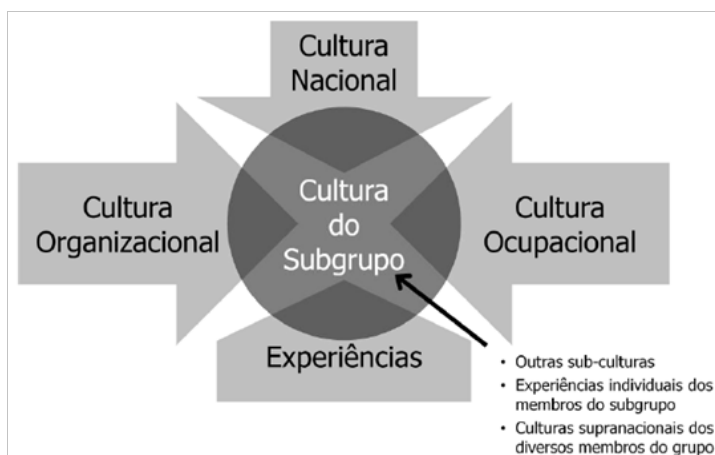 Cultura
Nacional
Cultura
Organizacional
Cultura
do
Subgrupo
Cultura
Ocupacional
Experiências
• Outras sub-culturas
• Experiências individuais dos
membros do subgrupo
• Culturas supranacionais dos
diversos membros do grupo